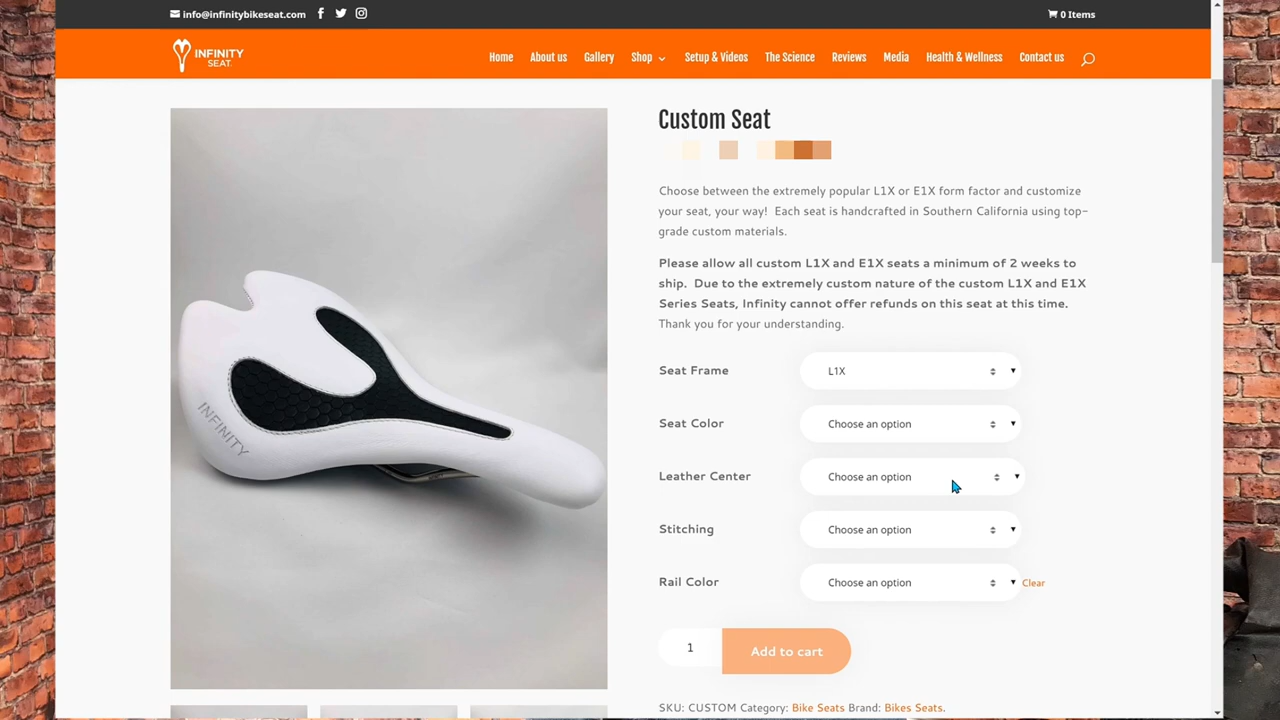 info@infinitybikeseat.com
0 Items
INFINITY
SEAT.
Home About us Gallery Shop Setup & Videos The Science Reviews Media Health & Wellness Contact us
Custom Seat
Choose between the extremely popular L1X or E1X form factor and customize
your seat, your way! Each seat is handcrafted in Southern California using top-
grade custom materials.
Please allow all custom L1X and E1X seats a minimum of 2 weeks to
ship. Due to the extremely custom nature of the custom L1X and E1X
Series Seats, Infinity cannot offer refunds on this seat at this time.
Thank you for your understanding.
INFINITY
Seat Frame L1X
Seat Color Choose an option
Leather Center Choose an option
Stitching Choose an option
Rail Color Choose an option Clear
1 Add to cart
SKU: CUSTOM Category: Bike Seats Brand: Bikes Seats.